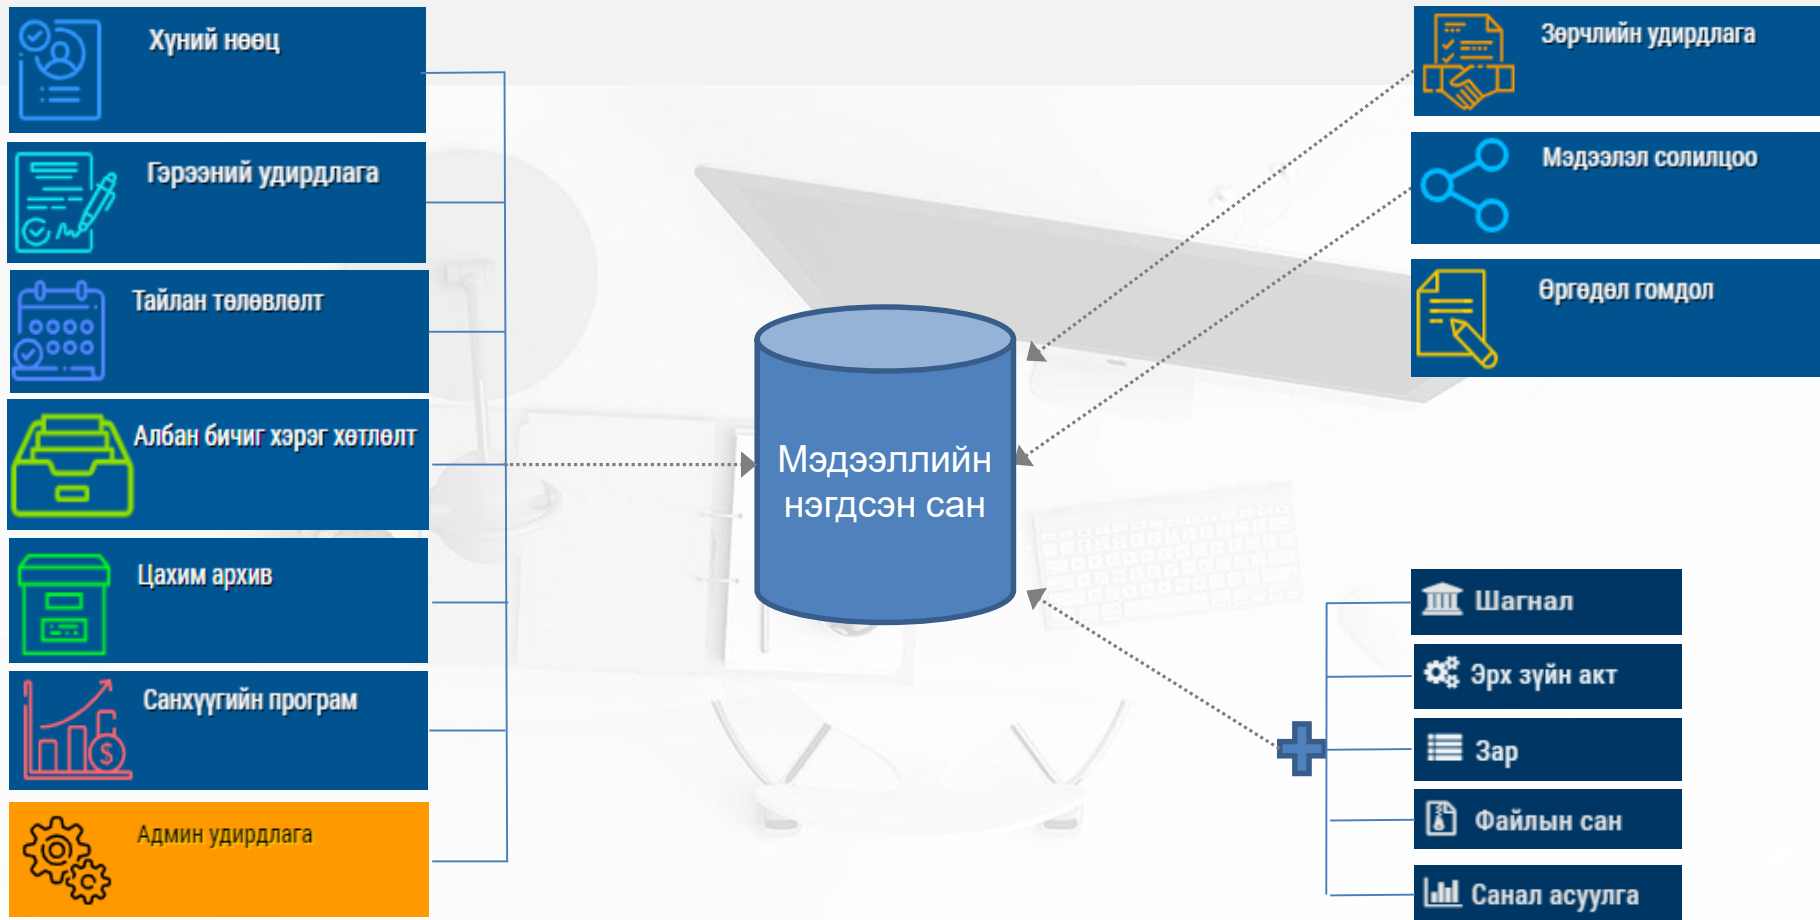 Хүний нөөц
Гэрээний удирдлага
Тайлан төлөвлөлт
Албан бичиг хэрэг хөтлөлт
Цахим архив
Санхүүгийн програм
Админ удирдлага
Мэдээллийн
нэгдсэн сан
Зөрчлийн удирдлага
Мэдээлэл солилцоо
Өргөдөл гомдол
Шагнал
Эрх зүйн акт
Зар
Файлын сан
Санал асуулга